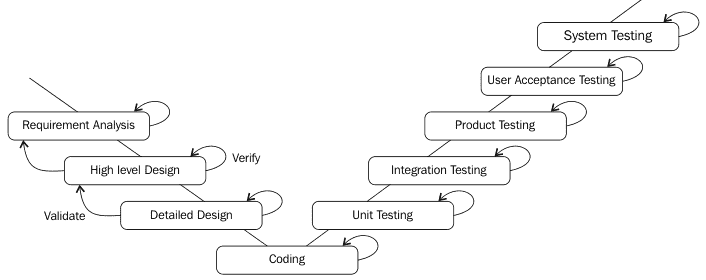 System Testing
User Acceptance Testing
Requirement Analysis
Product Testing
High level Design
Verify
Integration Testing
Validate
Detailed Design
Unit Testing
Coding